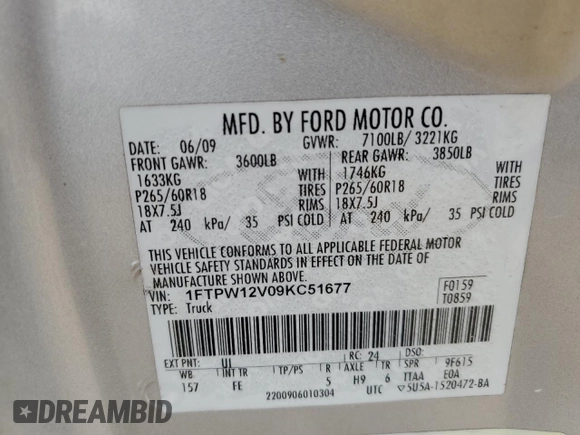 MFD. BY FORD MOTOR CO.
DATE: 06/09 GVWR: 7100LB/ 3221KG
FRONT GAWR: 3600LB REAR GAWR: 3850LB
1633KG WITH 1746KG WITH
P265/60R18 TIRES P265/60R18 TIRES
18X7.5J RIMS 18X7.5J RIMS
AT 240 kPa/ 35 PSI COLD AT 240 kPa/ 35 PSI COLD
THIS VEHICLE CONFORMS TO ALL APPLICABLE FEDERAL MOTOR
VEHICLE SAFETY STANDARDS IN EFFECT ON THE DATE OF
MANUFACTURE SHOWN ABOVE.
VIN: 1FTPW12V09KC51677 F0159
TYPE: Truck T0859
EXT PNT: UI RC: 24 DSO:
WB INT TR TP/PS R AXLE TR SPR 9F615
157 FE 5 H9 6 TTAA E0A
2200906010304 UTC 5U5A-1520472-BA
DREAMBID